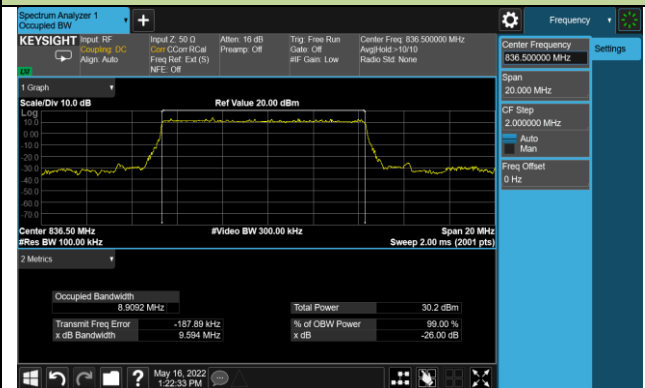 Spectrum Analyzer 1
Occupied BW
Frequency
KEYSIGHT
Input: RF
Coupling: DC
Align: Auto
Input Z: 50 Ω
Corr CCorr RCal
Freq Ref: Ext (S)
NFE: Off
Atten: 16 dB
Preamp: Off
Trig: Free Run
Gate: Off
#IF Gain: Low
Center Freq: 836.500000 MHz
Avg|Hold:>10/10
Radio Std: None
Center Frequency
836.500000 MHz
Settings
Span
20.000 MHz
CF Step
2.000000 MHz
Auto
Man
Freq Offset
0 Hz
1 Graph
Scale/Div 10.0 dB
Ref Value 20.00 dBm
Log
10.0
0.00
-10.0
-20.0
-30.0
-40.0
-50.0
-60.0
-70.0
Center 836.50 MHz
#Video BW 300.00 kHz
Span 20 MHz
#Res BW 100.00 kHz
Sweep 2.00 ms (2001 pts)
2 Metrics
Occupied Bandwidth
8.9092 MHz
Total Power
30.2 dBm
Transmit Freq Error
-187.89 kHz
% of OBW Power
99.00 %
x dB Bandwidth
9.594 MHz
x dB
-26.00 dB
?
May 16, 2022
1:22:33 PM